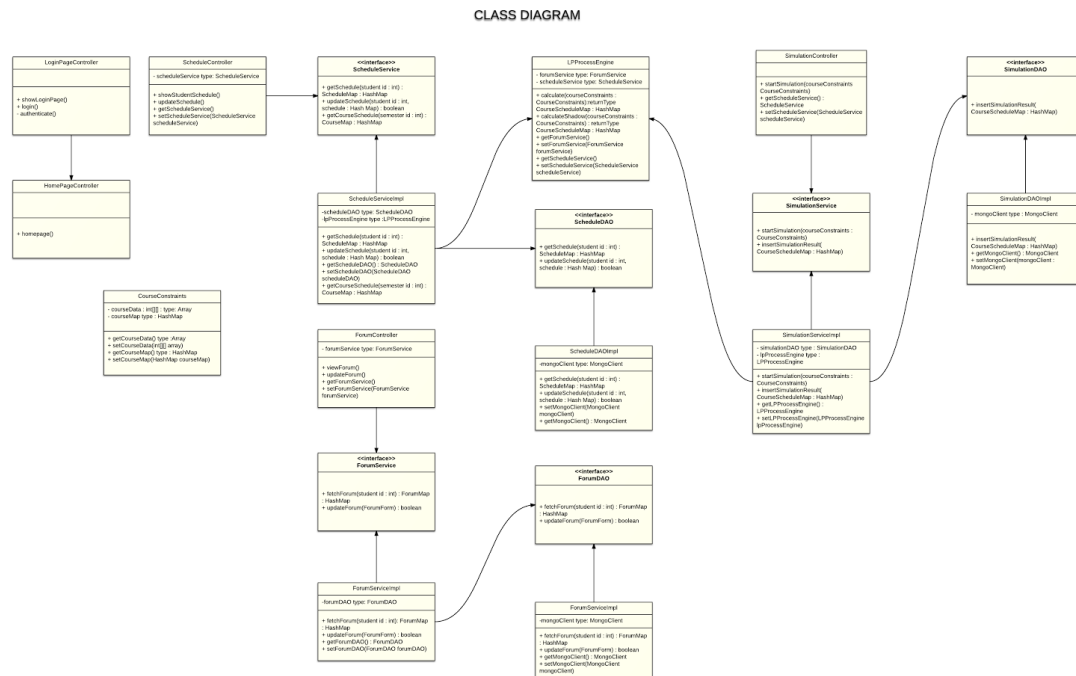 CLASS DIAGRAM
LoginPageController
+ showLoginPage()
+ login()
- authenticate()
ScheduleController
- scheduleService type: ScheduleService
+ showStudentSchedule()
+ updateSchedule()
+ getScheduleService()
+ setScheduleService(ScheduleService
scheduleService)
<<interface>>
ScheduleService
+ getSchedule(student id : int) :
ScheduleMap : HashMap
+ updateSchedule(student id : int,
schedule : Hash Map) : boolean
+ getCourseSchedule(semester id : int) :
CourseMap : HashMap
LPProcessEngine
- forumService type: ForumService
- scheduleService type: ScheduleService
+ calculate(courseConstraints :
CourseConstraints) returnType
CourseScheduleMap : HashMap
+ calculateShadow(courseConstraints :
CourseConstraints) : returnType
CourseScheduleMap : HashMap
+ getForumService()
+ setForumService(ForumService
forumService)
+ getScheduleService()
+ setScheduleService(ScheduleService
scheduleService)
SimulationController
+ startSimulation(courseConstraints :
CourseConstraints)
+ getScheduleService() :
ScheduleService
+ setScheduleService(ScheduleService
scheduleService)
<<interface>>
SimulationDAO
+ insertSimulationResult(
CourseScheduleMap : HashMap)
HomePageController
+ homepage()
ScheduleServiceImpl
-scheduleDAO type: ScheduleDAO
-lpProcessEngine type :LPProcessEngine
+ getSchedule(student id : int) :
ScheduleMap : HashMap
+ updateSchedule(student id : int,
schedule : Hash Map) : boolean
+ getScheduleDAO() : ScheduleDAO
+ setScheduleDAO(ScheduleDAO
scheduleDAO)
+ getCourseSchedule(semester id : int) :
CourseMap : HashMap
<<interface>>
ScheduleDAO
+ getSchedule(student id : int) :
ScheduleMap : HashMap
+ updateSchedule(student id : int,
schedule : Hash Map) : boolean
<<interface>>
SimulationService
+ startSimulation(courseConstraints :
CourseConstraints)
+ insertSimulationResult(
CourseScheduleMap : HashMap)
SimulationDAOImpl
- mongoClient type : MongoClient
+ insertSimulationResult(
CourseScheduleMap : HashMap)
+ getMongoClient() : MongoClient
+ setMongoClient(mongoClient :
MongoClient)
CourseConstraints
- courseData : int[][] : type: Array
- courseMap type : HashMap
+ getCourseData() type :Array
+ setCourseData(int[][] array)
+ getCourseMap() type : HashMap
+ setCourseMap(HashMap courseMap)
ForumController
- forumService type: ForumService
+ viewForum()
+ updateForum()
+ getForumService()
+ setForumService(ForumService
forumService)
ScheduleDAOImpl
-mongoClient type: MongoClient
+ getSchedule(student id : int) :
ScheduleMap : HashMap
+ updateSchedule(student id : int,
schedule : Hash Map) : boolean
+ setMongoClient(MongoClient
mongoClient)
+ getMongoClient() : MongoClient
SimulationServiceImpl
- simulationDAO type : SimulationDAO
- lpProcessEngine type :
LPProcessEngine
+ startSimulation(courseConstraints :
CourseConstraints)
+ insertSimulationResult(
CourseScheduleMap : HashMap)
+ getLPProcessEngine() :
LPProcessEngine
+ setLPProcessEngine(LPProcessEngine
lpProcessEngine)
<<interface>>
ForumService
+ fetchForum(student id : int) : ForumMap
: HashMap
+ updateForum(ForumForm) : boolean
<<interface>>
ForumDAO
+ fetchForum(student id : int) : ForumMap
: HashMap
+ updateForum(ForumForm) : boolean
ForumServiceImpl
-forumDAO type: ForumDAO
+ fetchForum(student id : int): ForumMap
: HashMap
+ updateForum(ForumForm) : boolean
+ getForumDAO() : ForumDAO
+ setForumDAO(ForumDAO forumDAO)
ForumServiceImpl
-mongoClient type: MongoClient
+ fetchForum(student id : int) : ForumMap
: HashMap
+ updateForum(ForumForm) : boolean
+ getMongoClient() : MongoClient
+ setMongoClient(MongoClient
mongoClient)